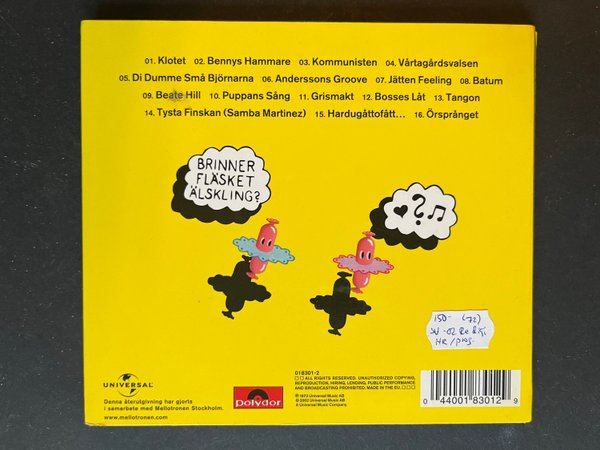 01. Klotet 02. Bennys Hammare 03. Kommunisten 04. Vårtagårdsvalsen
05. Di Dumme Små Björnarna 06. Anderssons Groove 07. Jätten Feeling 08. Batum
09. Beate Hill 10. Puppans Sång 11. Grismakt 12. Bosses Låt 13. Tangon
14. Tysta Finskan (Samba Martinez) 15. Hardugåttofått... 16. Örsprånget
BRINNER
FLÄSKET
ÄLSKLING?
?
150- (72)
HR/prog.
UNIVERSAL
Denna återutgivning har gjorts
i samarbete med Mellotronen Stockholm.
www.mellotronen.com
Polydor
018301-2
ALL RIGHTS RESERVED. UNAUTHORIZED COPYING,
REPRODUCTION, HIRING, LENDING, PUBLIC PERFORMANCE
AND BROADCASTING PROHIBITED. MADE IN THE EU.
℗ 1972 Universal Music AB
© 2002 Universal Music AB
A Universal Music Company.
0 44001 83012 9